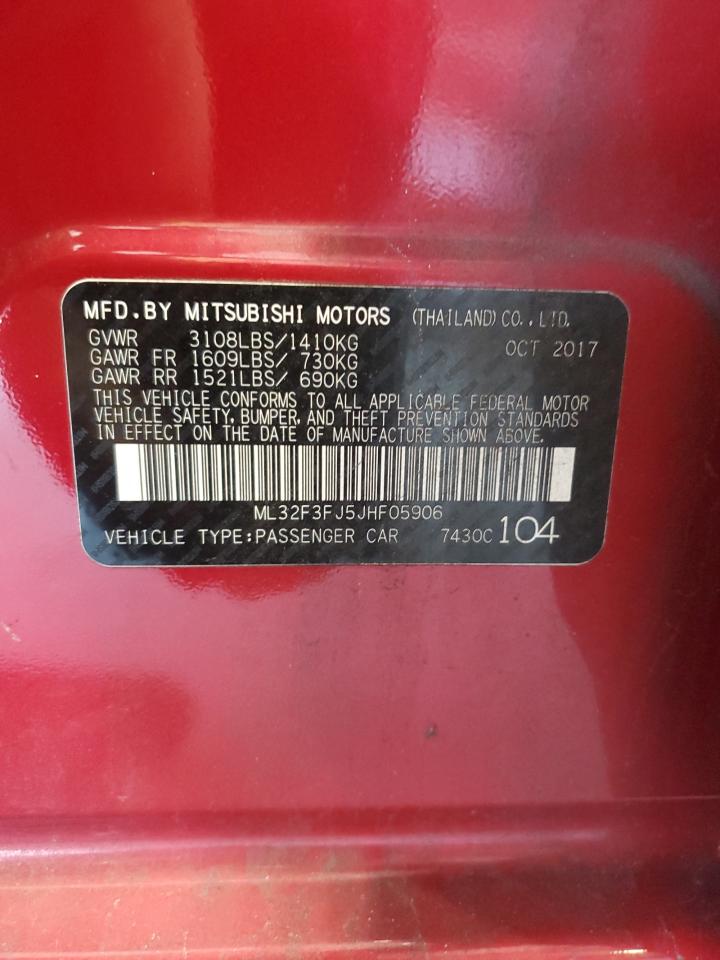 MFD.BY MITSUBISHI MOTORS (THAILAND) CO., LTD.
GVWR 3108LBS/1410KG OCT 2017
GAWR FR 1609LBS/ 730KG
GAWR RR 1521LBS/ 690KG
THIS VEHICLE CONFORMS TO ALL APPLICABLE FEDERAL MOTOR
VEHICLE SAFETY, BUMPER, AND THEFT PREVENTION STANDARDS
IN EFFECT ON THE DATE OF MANUFACTURE SHOWN ABOVE.
ML32F3FJ5JHF05906
VEHICLE TYPE:PASSENGER CAR 7430C 104